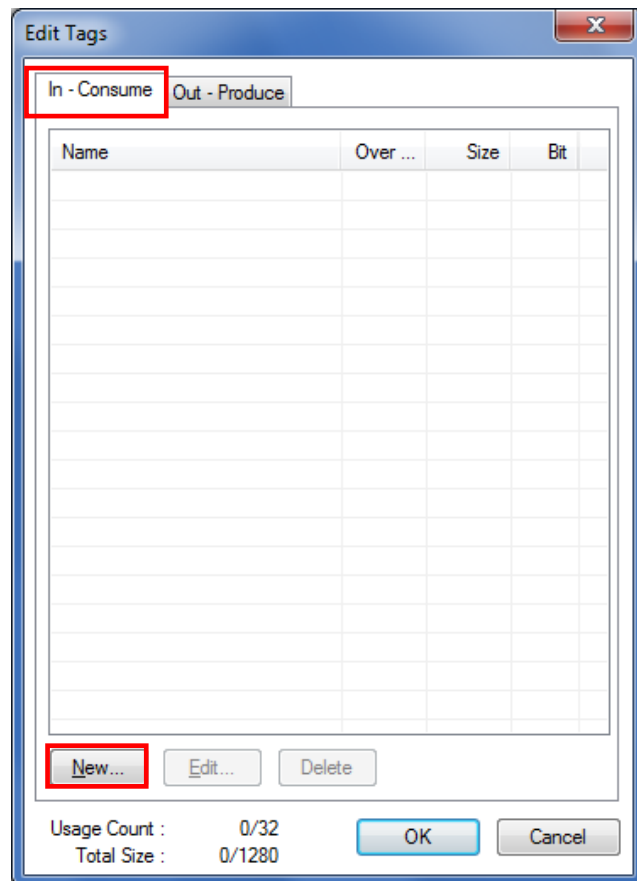 Edit Tags
In - Consume Out - Produce
Name Over ... Size Bit
New... Edit... Delete
Usage Count : 0/32
Total Size : 0/1280
OK Cancel